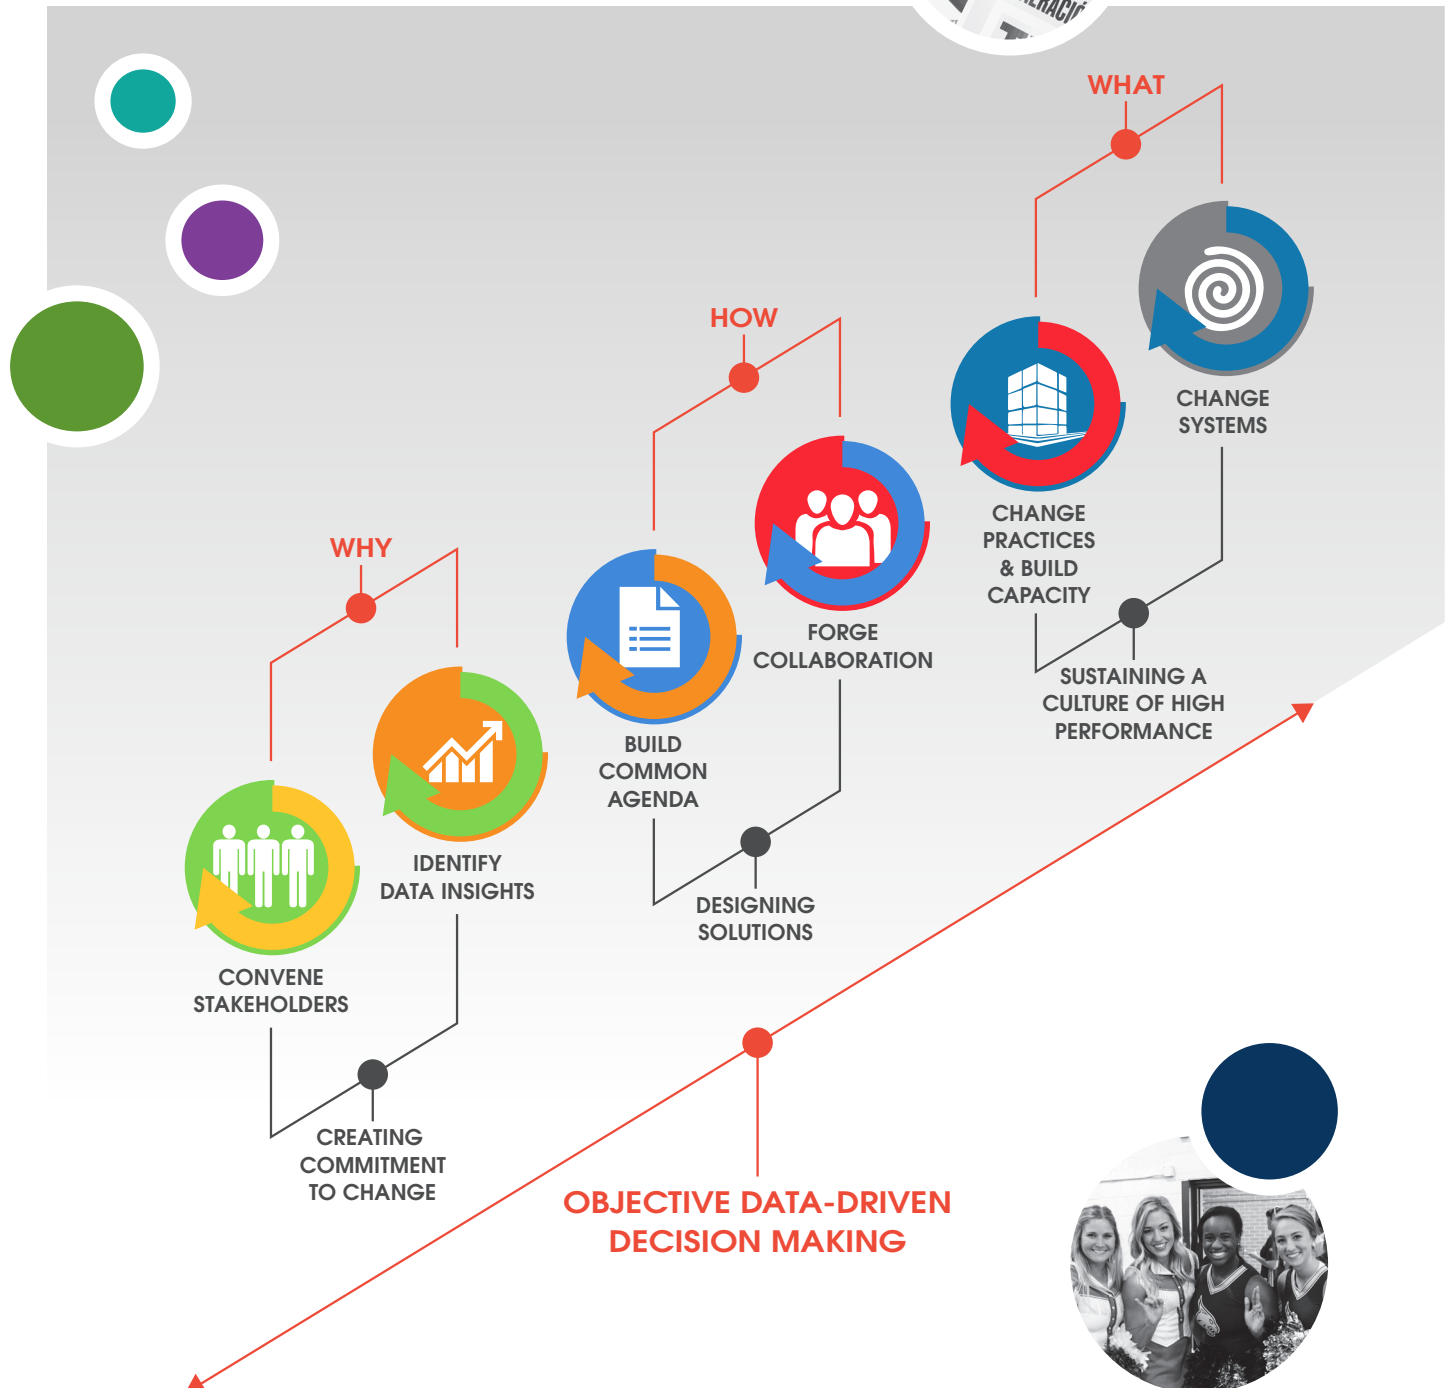 WHAT
HOW
CHANGE
SYSTEMS
CHANGE
PRACTICES
& BUILD
CAPACITY
WHY
FORGE
COLLABORATION
SUSTAINING A
CULTURE OF HIGH
PERFORMANCE
BUILD
COMMON
AGENDA
IDENTIFY
DATA INSIGHTS
DESIGNING
SOLUTIONS
CONVENE
STAKEHOLDERS
CREATING
COMMITMENT
TO CHANGE
OBJECTIVE DATA-DRIVEN
DECISION MAKING